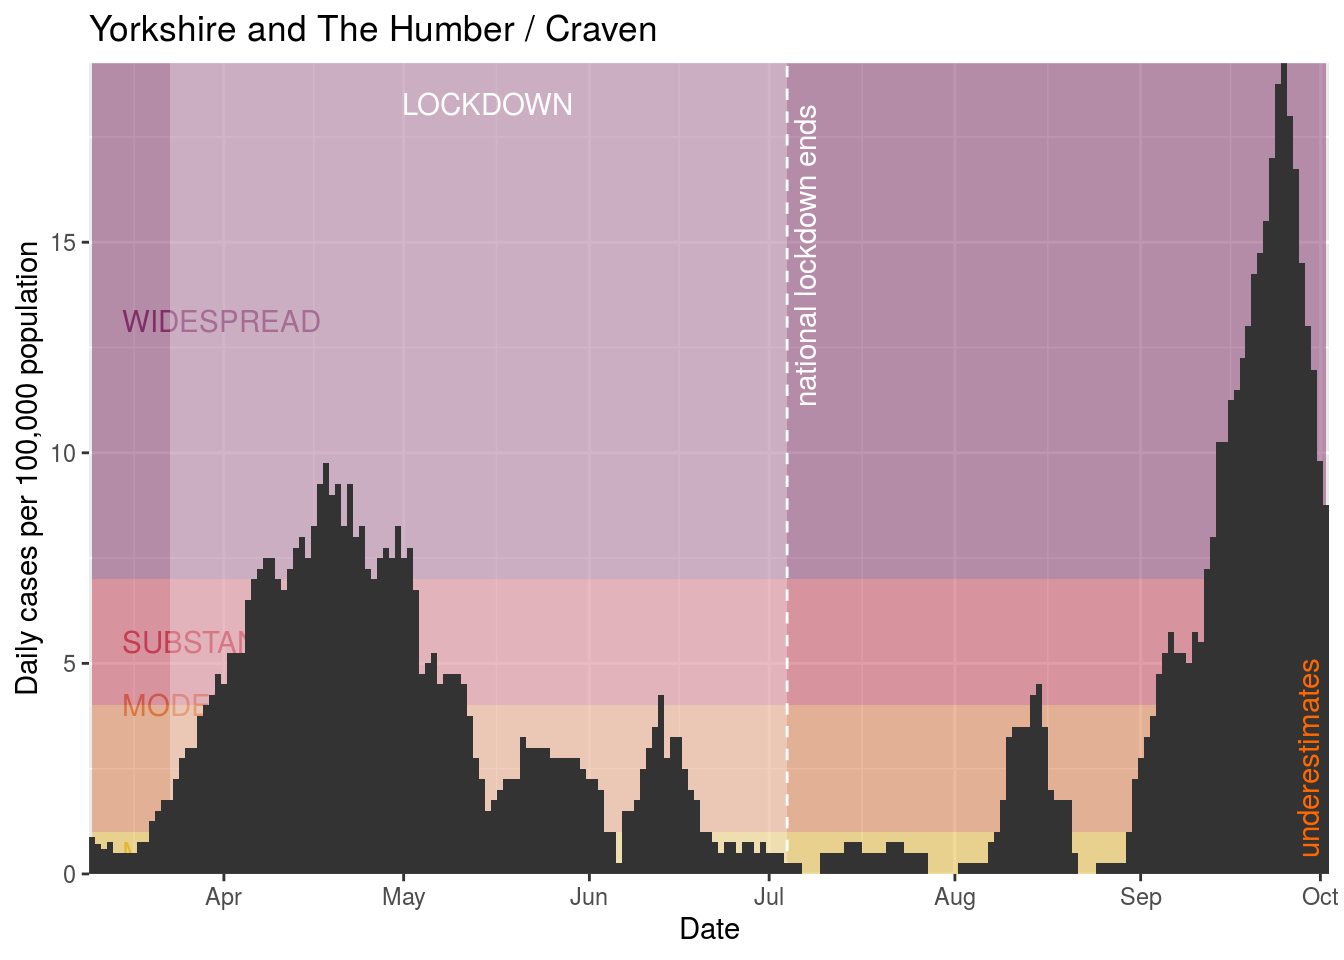 Yorkshire and The Humber / Craven
LOCKDOWN
national lockdown ends
WIDESPREAD
SUBSTAN
MODE
underestimates
Daily cases per 100,000 population
15
10
5
0
Apr
May
Jun
Jul
Aug
Sep
Oct
Date